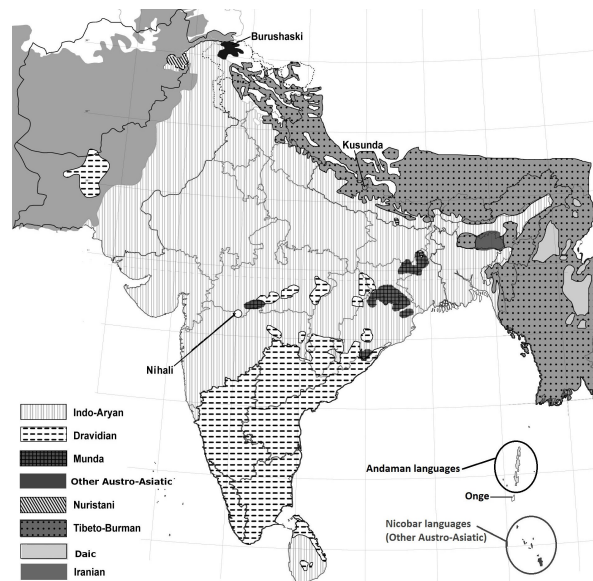 Burushaski
Kusunda
Nihali
Indo-Aryan
Dravidian
Munda
Other Austro-Asiatic
Nuristani
Tibeto-Burman
Daic
Iranian
Andaman languages
Onge
Nicobar languages
(Other Austro-Asiatic)